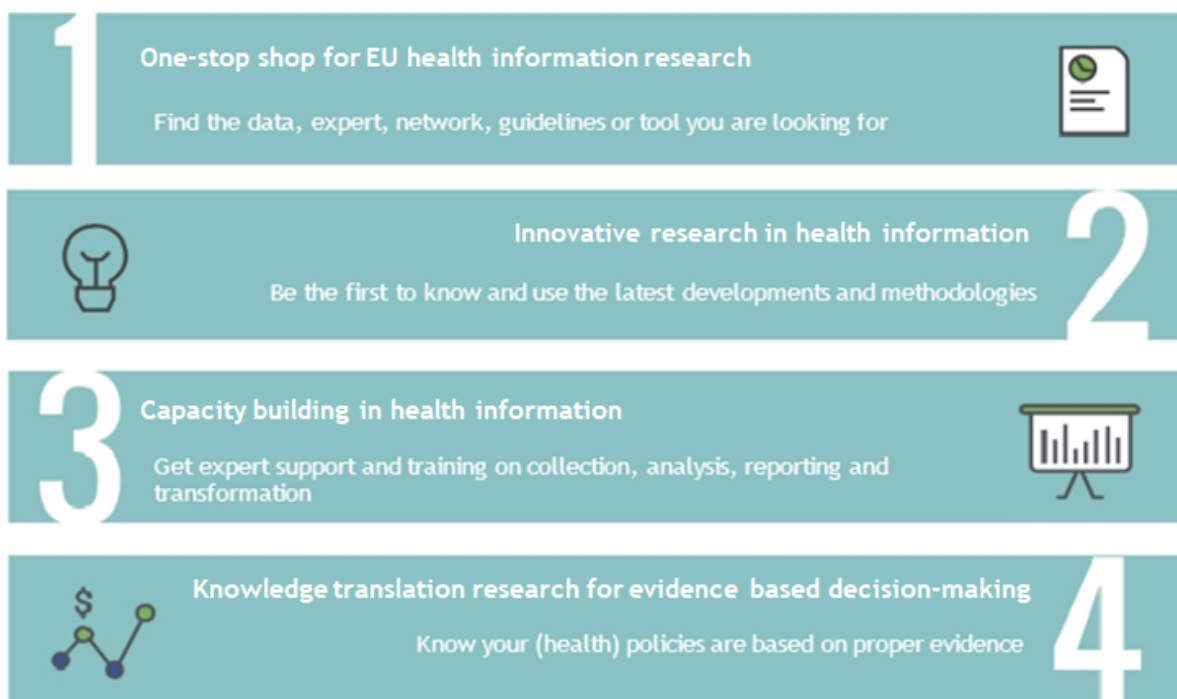 1
One-stop shop for EU health information research
Find the data, expert, network, guidelines or tool you are looking for
Innovative research in health information
2
Be the first to know and use the latest developments and methodologies
3
Capacity building in health information
Get expert support and training on collection, analysis, reporting and
transformation
$
Knowledge translation research for evidence based decision-making
4
Know your (health) policies are based on proper evidence